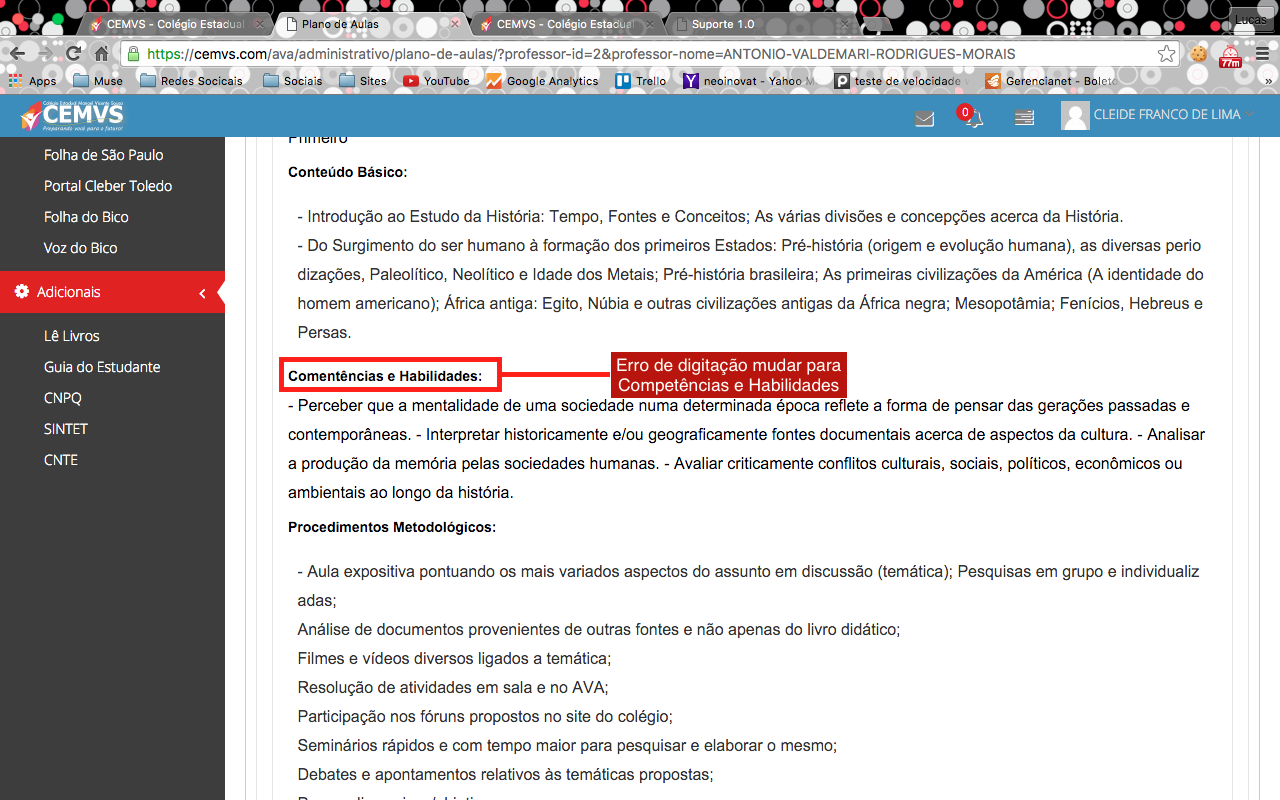 CEMVS - Colégio Estadual
Plano de Aulas
CEMVS - Colégio Estadual
Suporte 1.0
Lucas
https://cemvs.com/ava/administrativo/plano-de-aulas/?professor-id=2&professor-nome=ANTONIO-VALDEMARI-RODRIGUES-MORAIS
77m
Apps
Muse
Redes Socicais
Sociais
Sites
YouTube
Google Analytics
Trello
neoinovat - Yahoo M
teste de velocidade
Gerencianet - Boleto
»
Colégio Estadual Manoel Vicente Souza
CEMVS
Preparando você para o futuro!
0
CLEIDE FRANCO DE LIMA
Folha de São Paulo
Portal Cleber Toledo
Folha do Bico
Voz do Bico
Adicionais
Lê Livros
Guia do Estudante
CNPQ
SINTET
CNTE
Primeiro
Conteúdo Básico:
- Introdução ao Estudo da História: Tempo, Fontes e Conceitos; As várias divisões e concepções acerca da História.
- Do Surgimento do ser humano à formação dos primeiros Estados: Pré-história (origem e evolução humana), as diversas perio
dizações, Paleolítico, Neolítico e Idade dos Metais; Pré-história brasileira; As primeiras civilizações da América (A identidade do
homem americano); África antiga: Egito, Núbia e outras civilizações antigas da África negra; Mesopotâmia; Fenícios, Hebreus e
Persas.
Comentências e Habilidades:
Erro de digitação mudar para
Competências e Habilidades
- Perceber que a mentalidade de uma sociedade numa determinada época reflete a forma de pensar das gerações passadas e
contemporâneas. - Interpretar historicamente e/ou geograficamente fontes documentais acerca de aspectos da cultura. - Analisar
a produção da memória pelas sociedades humanas. - Avaliar criticamente conflitos culturais, sociais, políticos, econômicos ou
ambientais ao longo da história.
Procedimentos Metodológicos:
- Aula expositiva pontuando os mais variados aspectos do assunto em discussão (temática); Pesquisas em grupo e individualiz
adas;
Análise de documentos provenientes de outras fontes e não apenas do livro didático;
Filmes e vídeos diversos ligados a temática;
Resolução de atividades em sala e no AVA;
Participação nos fóruns propostos no site do colégio;
Seminários rápidos e com tempo maior para pesquisar e elaborar o mesmo;
Debates e apontamentos relativos às temáticas propostas;